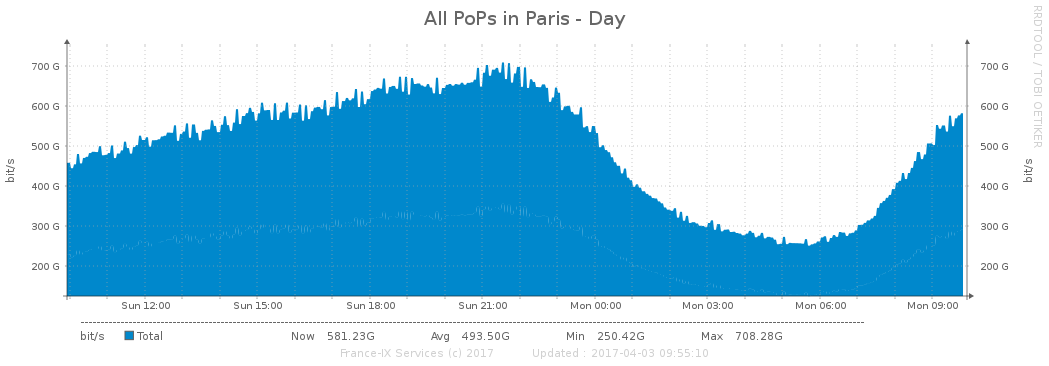 All PoPs in Paris - Day
RRDTOOL / TOBI OETIKER
bit/s
700 G
600 G
500 G
400 G
300 G
200 G
700 G
600 G
500 G
400 G
300 G
200 G
bit/s
Sun 12:00 Sun 15:00 Sun 18:00 Sun 21:00 Mon 00:00 Mon 03:00 Mon 06:00 Mon 09:00
bit/s Total Now 581.23G Avg 493.50G Min 250.42G Max 708.28G
France-IX Services (c) 2017 Updated : 2017-04-03 09:55:10